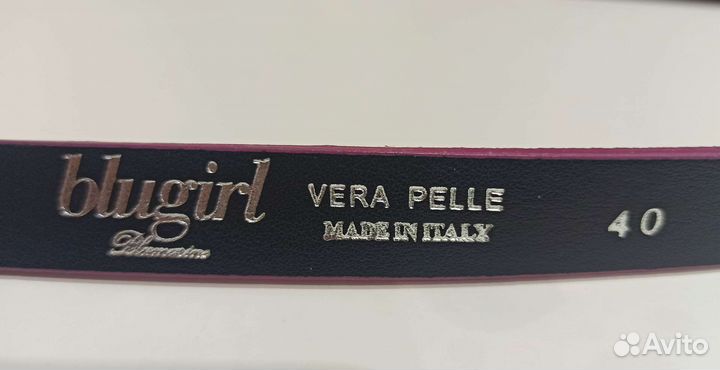 blugirl
Blumarine
VERA PELLE
MADE IN ITALY
40
Avito